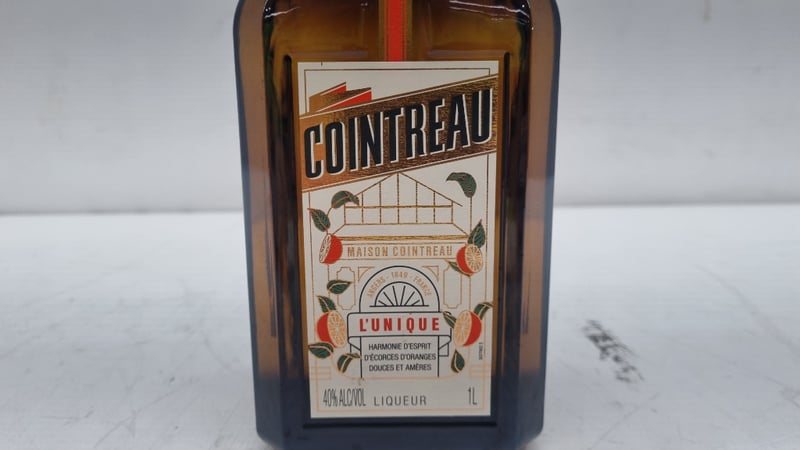 COINTREAU
MAISON COINTREAU
ANGERS - 1849 - FRANCE
L'UNIQUE
HARMONIE D'ESPRIT
D'ÉCORCES D'ORANGES
DOUCES ET AMÈRES
40% ALC/VOL LIQUEUR 1L